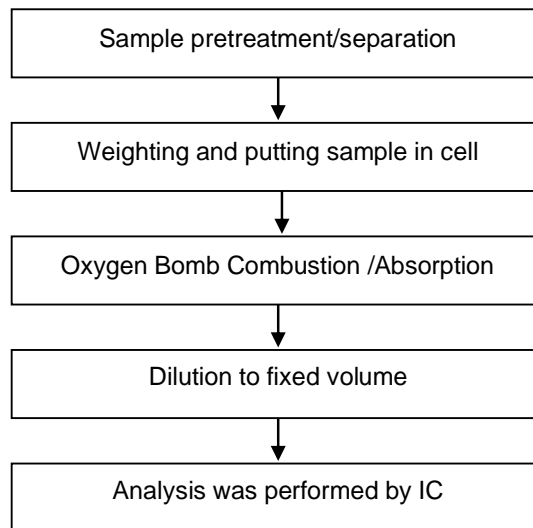 Sample pretreatment/separation
Weighting and putting sample in cell
Oxygen Bomb Combustion /Absorption
Dilution to fixed volume
Analysis was performed by IC